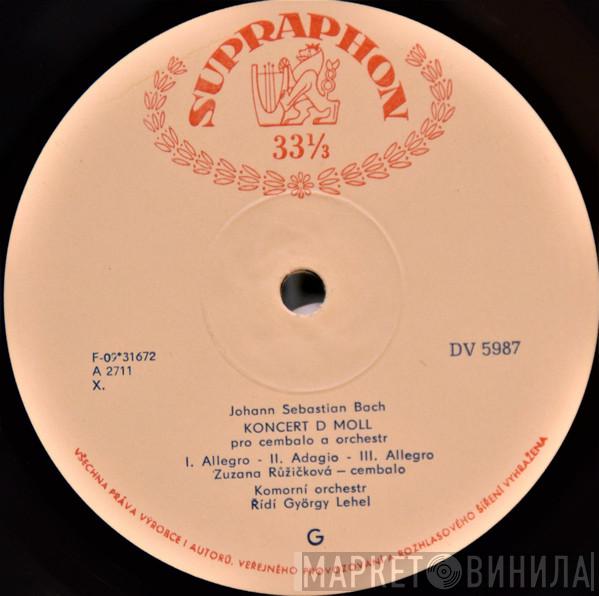 SUPRAPHON
33⅓
F-09*31672
A 2711
X.
DV 5987
Johann Sebastian Bach
KONCERT D MOLL
pro cembalo a orchestr
I. Allegro - II. Adagio - III. Allegro
Zuzana Růžičková — cembalo
Komorní orchestr
Řídí György Lehel
G
VŠECHNA PRÁVA VÝROBCE I AUTORŮ, VEŘEJNÉHO PROVOZOVÁNÍ A ROZHLASOVÉHO ŠÍŘENÍ VYHRAŽENA
МАРКЕТ ВИНИЛА